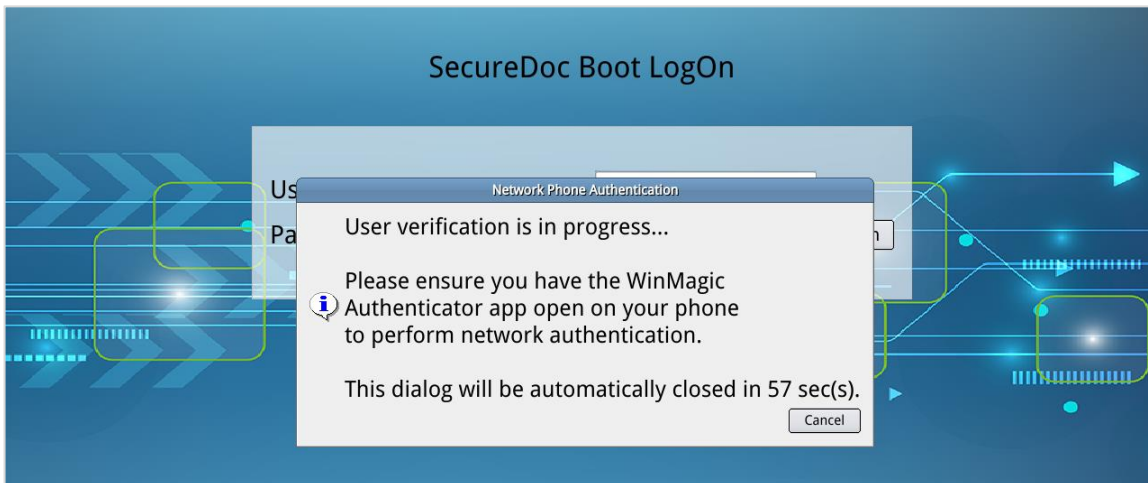 SecureDoc Boot LogOn
Network Phone Authentication
User verification is in progress...
Please ensure you have the WinMagic
Authenticator app open on your phone
to perform network authentication.
This dialog will be automatically closed in 57 sec(s).
Cancel